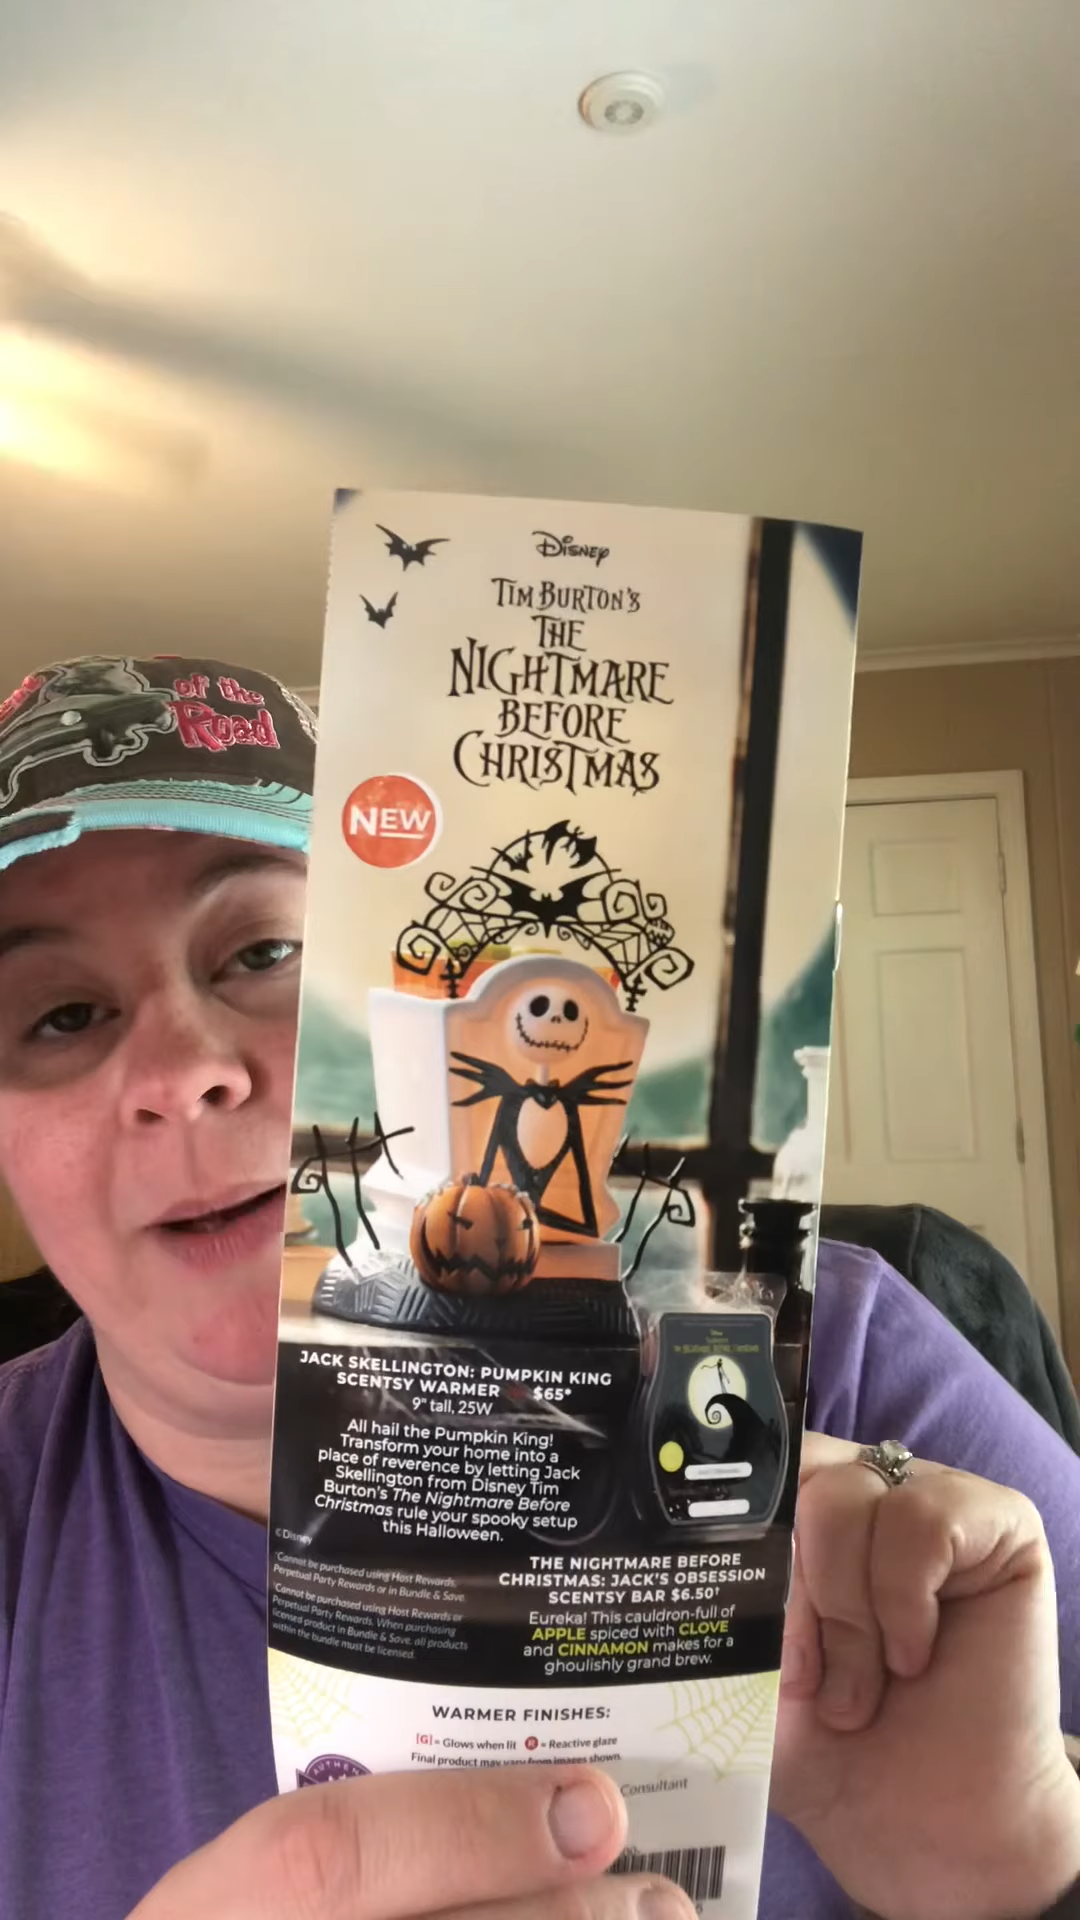 of the
Road
Disney
Tim Burton's
The
Nightmare
Before
Christmas
NEW
JACK SKELLINGTON: PUMPKIN KING
SCENTSY WARMER $65*
9" tall, 25W
All hail the Pumpkin King!
Transform your home into a
place of reverence by letting Jack
Skellington from Disney Tim
Burton's The Nightmare Before
Christmas rule your spooky setup
this Halloween.
©Disney
*Cannot be purchased using Host Rewards,
Perpetual Party Rewards or in Bundle & Save.
†Cannot be purchased using Host Rewards or
Perpetual Party Rewards. When purchasing
licensed product in Bundle & Save, all products
within the bundle must be licensed.
THE NIGHTMARE BEFORE
CHRISTMAS: JACK'S OBSESSION
SCENTSY BAR $6.50†
Eureka! This cauldron-full of
APPLE spiced with CLOVE
and CINNAMON makes for a
ghoulishly grand brew.
WARMER FINISHES:
[G] = Glows when lit R = Reactive glaze
Final product may vary from images shown.
AUTHEN
Consultant